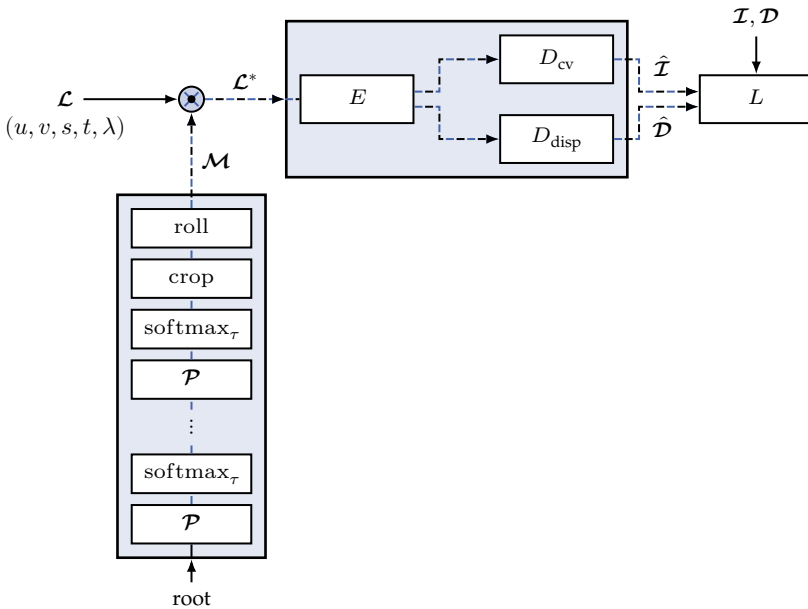 𝓘, 𝓓
D_cv
𝓘̂
𝓛*
𝓛
E
L
(u, v, s, t, λ)
𝓓̂
D_disp
𝓜
roll
crop
softmax_τ
𝓟
⋮
softmax_τ
𝓟
root